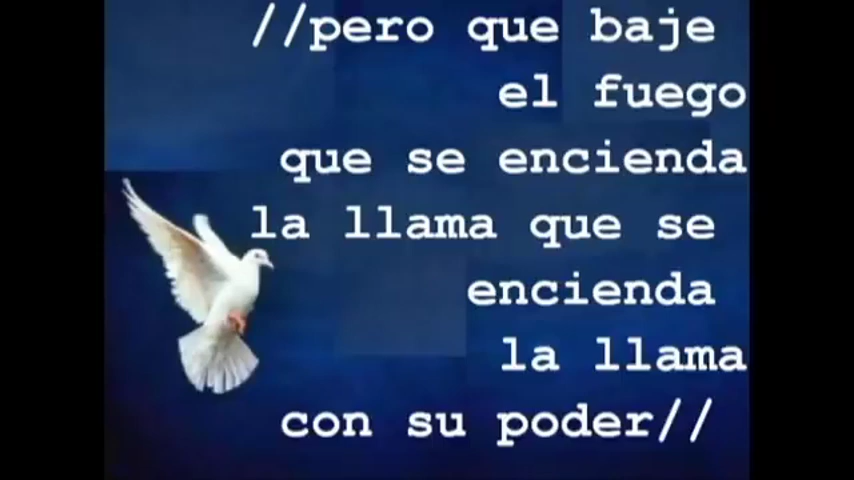 //pero que baje
el fuego
que se encienda
la llama que se
encienda
la llama
con su poder//